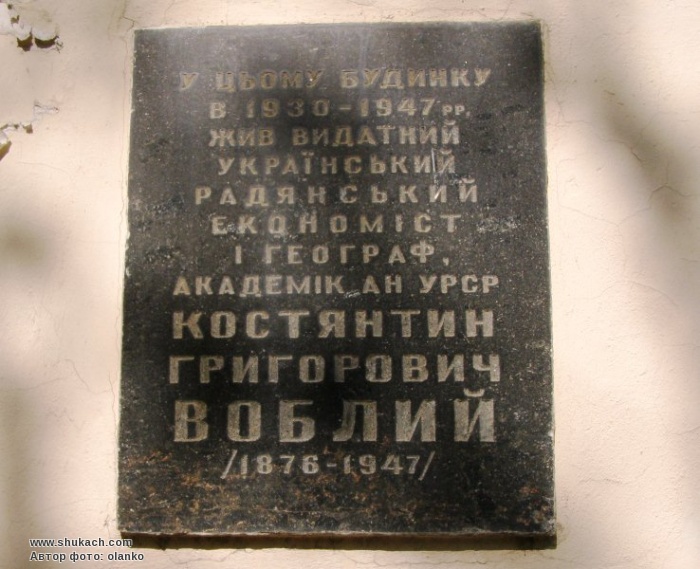 У ЦЬОМУ БУДИНКУ
В 1930-1947 РР.
ЖИВ ВИДАТНИЙ
УКРАЇНСЬКИЙ
РАДЯНСЬКИЙ
ЕКОНОМІСТ
І ГЕОГРАФ,
АКАДЕМІК АН УРСР
КОСТЯНТИН
ГРИГОРОВИЧ
ВОБЛИЙ
/1876-1947/
www.shukach.com
Автор фото: olanko